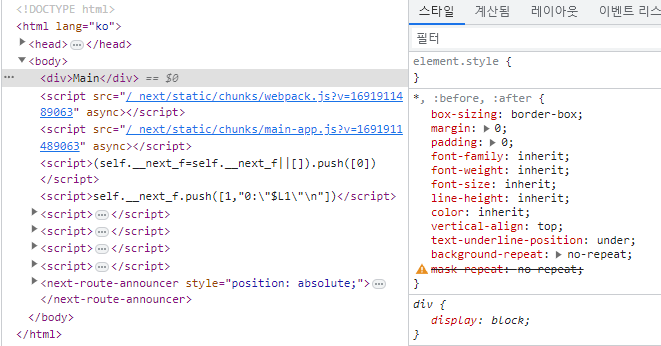 <!DOCTYPE html>
<html lang="ko">
<head> … </head>
<body>
… <div>Main</div> == $0
<script src="/_next/static/chunks/webpack.js?v=16919114
89063" async></script>
<script src="/_next/static/chunks/main-app.js?v=1691911
489063" async></script>
<script>(self.__next_f=self.__next_f||[]).push([0])
</script>
<script>self.__next_f.push([1,"0:\"$L1\"\n"])</script>
<script> … </script>
<script> … </script>
<script> … </script>
<script> … </script>
<next-route-announcer style="position: absolute;"> …
</next-route-announcer>
</body>
</html>
스타일 계산됨 레이아웃 이벤트 리스
필터
element.style {
}
*, :before, :after {
box-sizing: border-box;
margin: 0;
padding: 0;
font-family: inherit;
font-weight: inherit;
font-size: inherit;
line-height: inherit;
color: inherit;
vertical-align: top;
text-underline-position: under;
background-repeat: no-repeat;
mask-repeat: no-repeat;
}
div {
display: block;
}